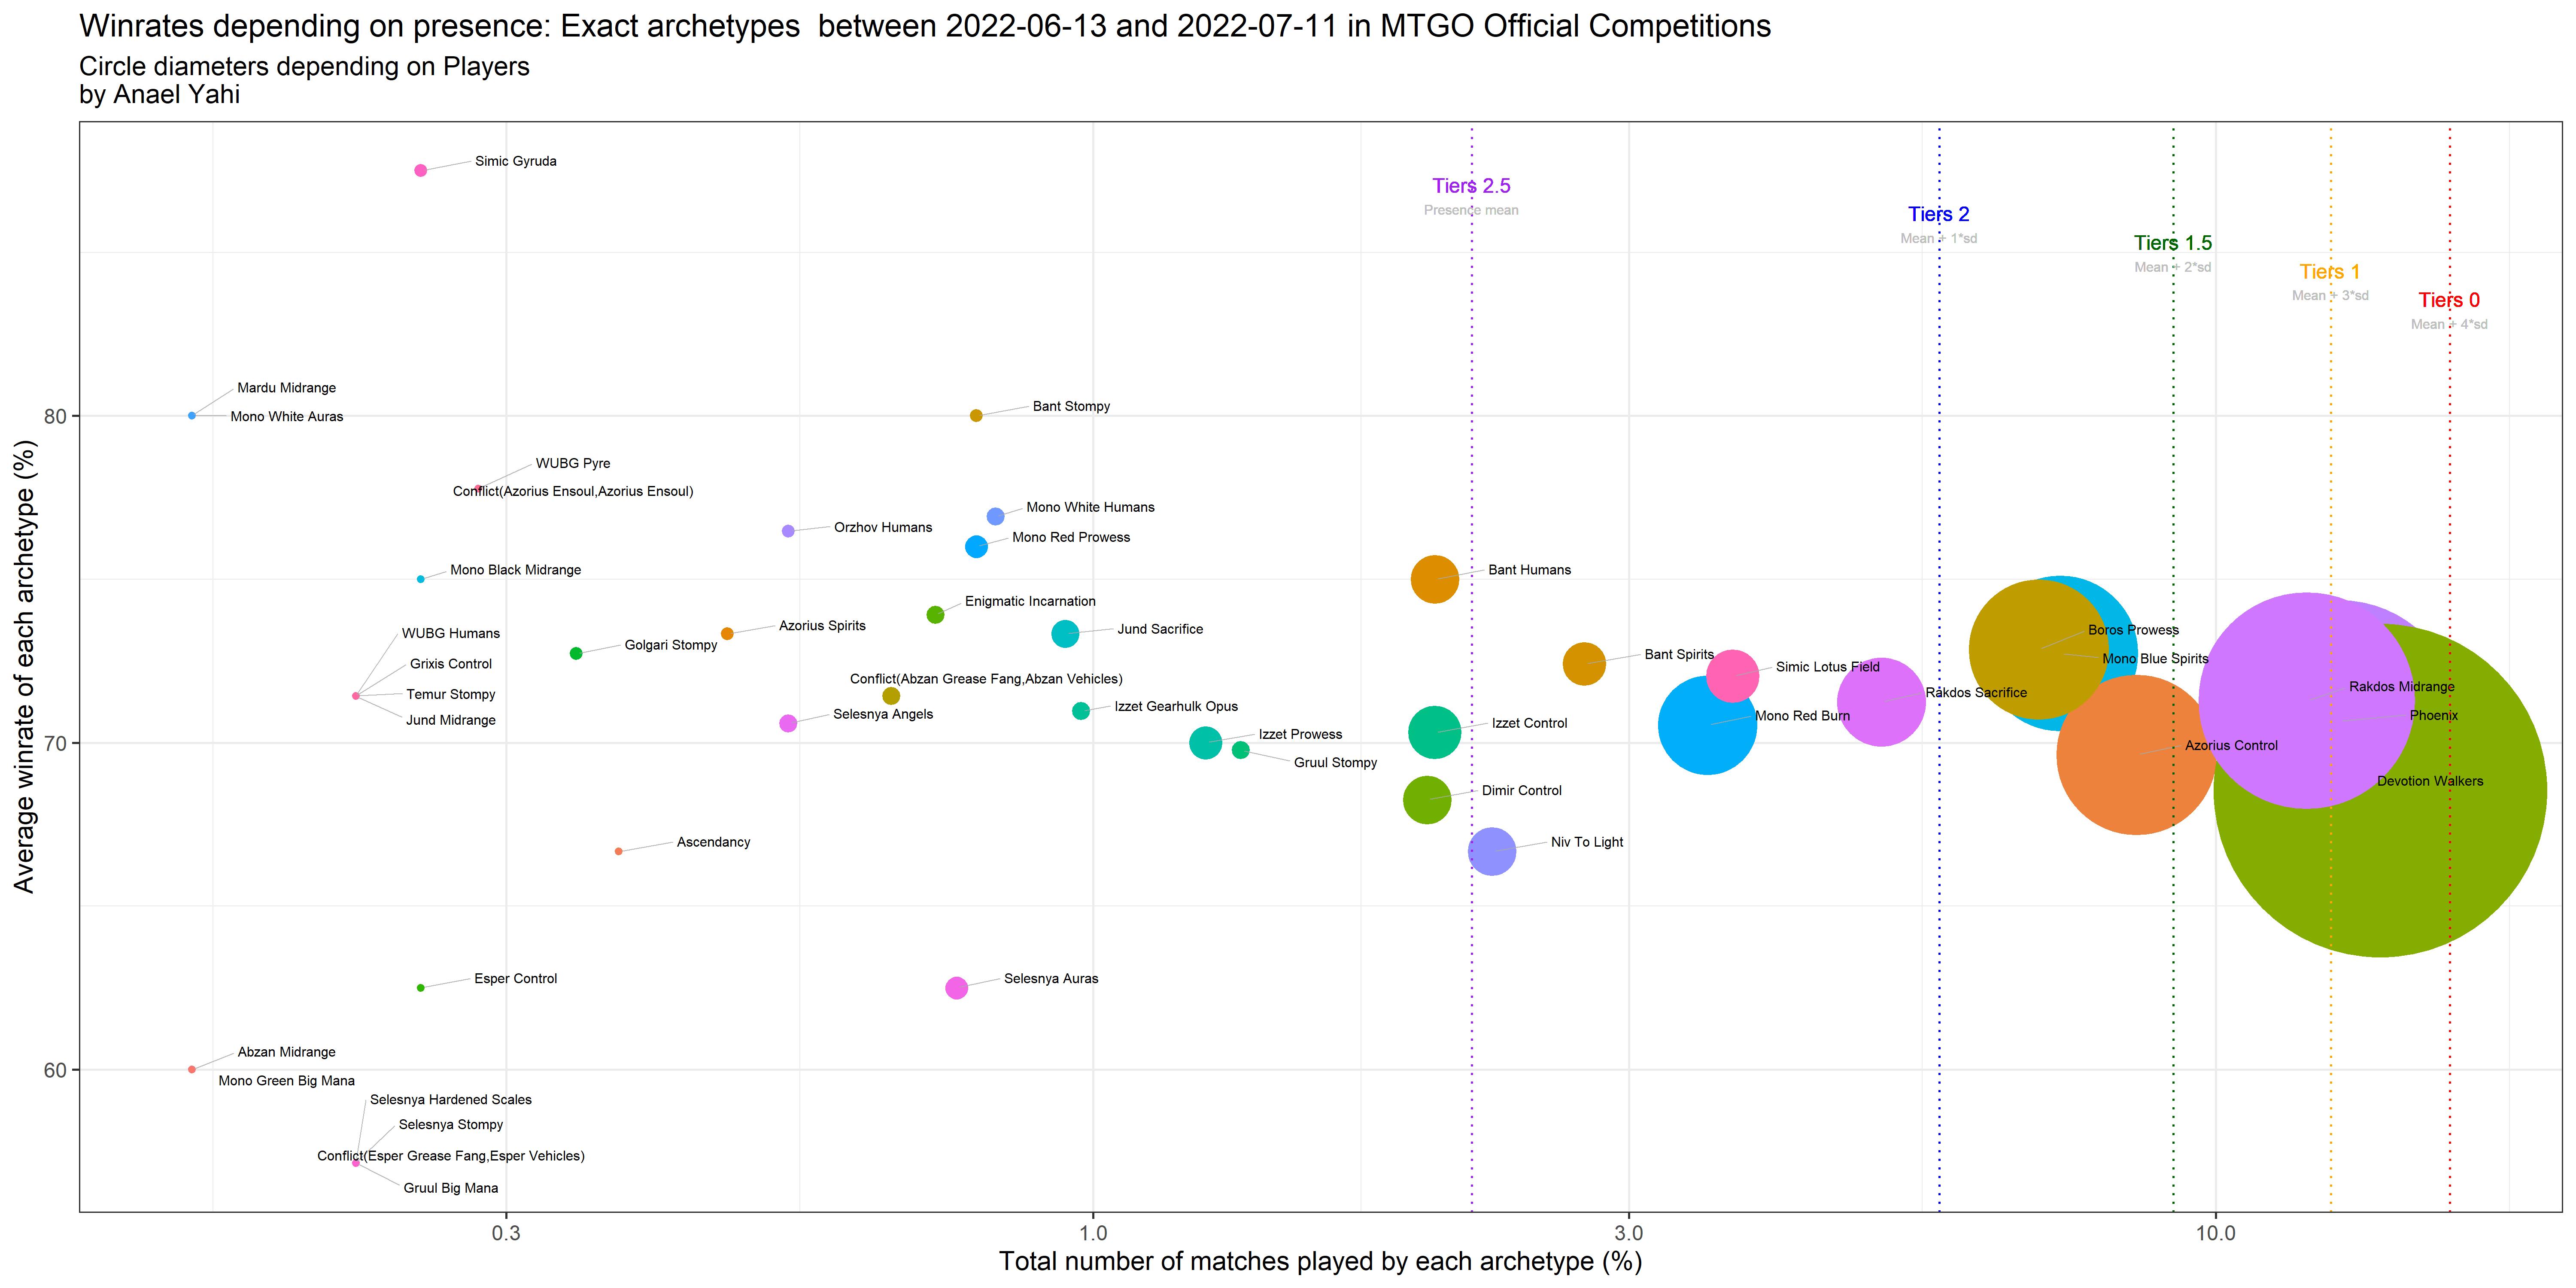 Winrates depending on presence: Exact archetypes  between 2022-06-13 and 2022-07-11 in MTGO Official Competitions
Circle diameters depending on Players
by Anael Yahi
Simic Gyruda
Tiers 2.5
Presence mean
Tiers 2
Mean + 1*sd
Tiers 1.5
Mean + 2*sd
Tiers 1
Mean + 3*sd
Tiers 0
Mean + 4*sd
Mardu Midrange
Mono White Auras
Bant Stompy
WUBG Pyre
Conflict(Azorius Ensoul,Azorius Ensoul)
Mono White Humans
Orzhov Humans
Mono Red Prowess
Mono Black Midrange
Bant Humans
Enigmatic Incarnation
Azorius Spirits
Jund Sacrifice
Boros Prowess
WUBG Humans
Golgari Stompy
Grixis Control
Bant Spirits
Mono Blue Spirits
Simic Lotus Field
Conflict(Abzan Grease Fang,Abzan Vehicles)
Rakdos Midrange
Temur Stompy
Rakdos Sacrifice
Izzet Gearhulk Opus
Selesnya Angels
Jund Midrange
Mono Red Burn
Phoenix
Izzet Control
Izzet Prowess
Azorius Control
Gruul Stompy
Devotion Walkers
Dimir Control
Ascendancy
Niv To Light
Esper Control
Selesnya Auras
Abzan Midrange
Mono Green Big Mana
Selesnya Hardened Scales
Selesnya Stompy
Conflict(Esper Grease Fang,Esper Vehicles)
Gruul Big Mana
80
70
60
Average winrate of each archetype (%)
0.3
1.0
3.0
10.0
Total number of matches played by each archetype (%)